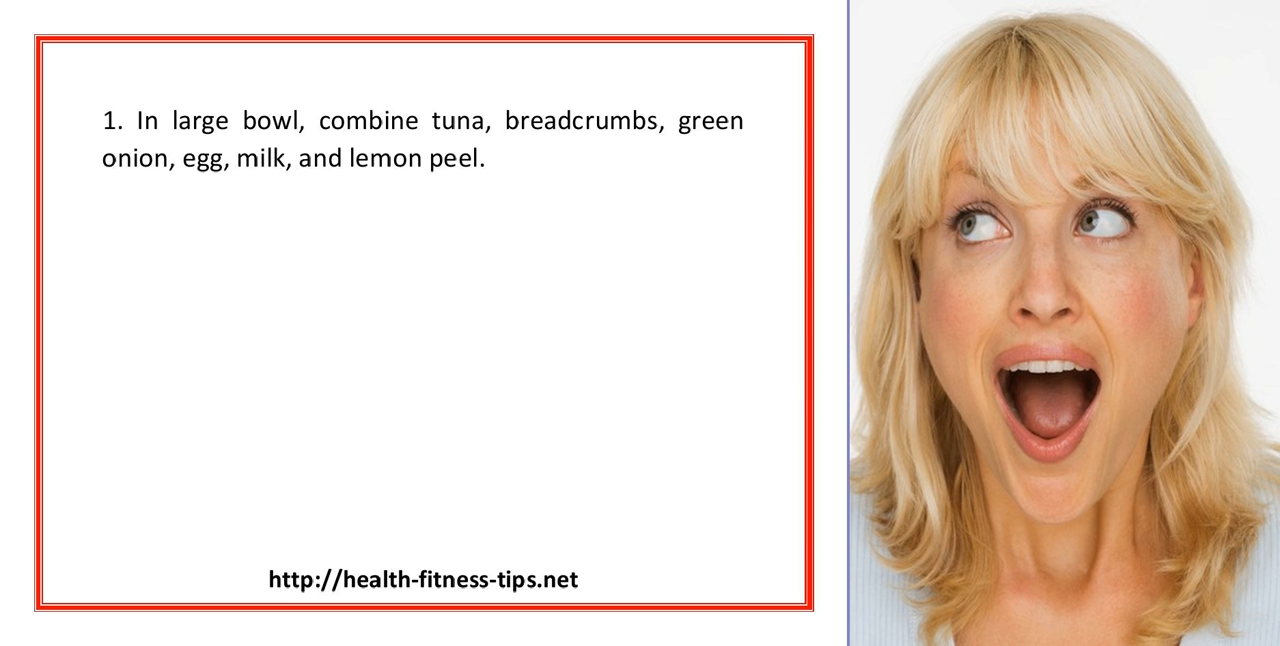 1. In large bowl, combine tuna, breadcrumbs, green
onion, egg, milk, and lemon peel.
http://health-fitness-tips.net